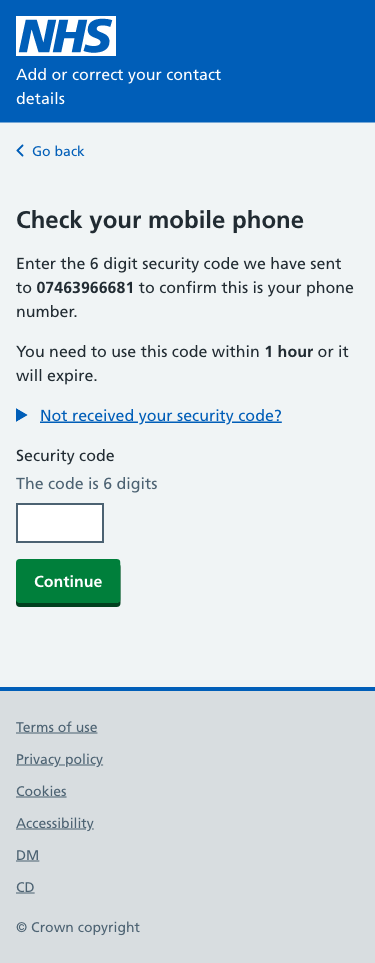 NHS
Add or correct your contact
details
Go back
Check your mobile phone
Enter the 6 digit security code we have sent
to 07463966681 to confirm this is your phone
number.
You need to use this code within 1 hour or it
will expire.
Not received your security code?
Security code
The code is 6 digits
Continue
Terms of use
Privacy policy
Cookies
Accessibility
DM
CD
© Crown copyright